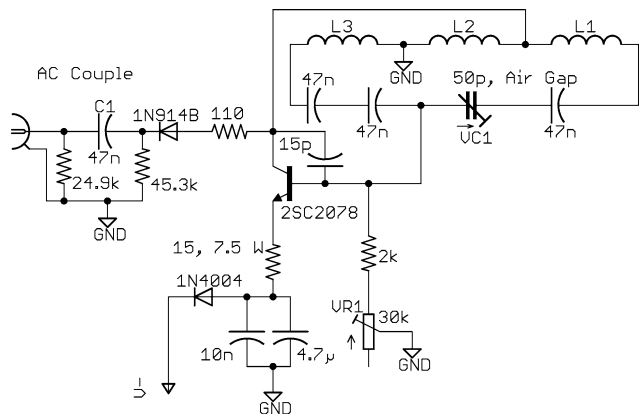 L3
L2
L1
GND
AC Couple
47n
50p, Air Gap
C1
1N914B
110
47n
VC1
47n
47n
15p
24.9k
45.3k
2SC2078
GND
15, 7.5 W
2k
1N4004
VR1
30k
10n
4.7µ
GND
GND